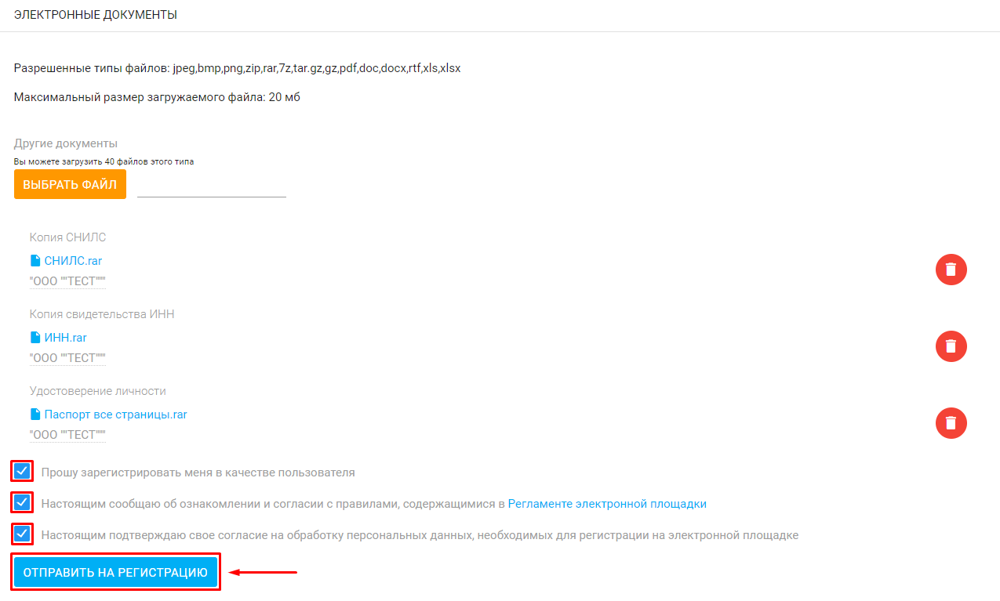 ЭЛЕКТРОННЫЕ ДОКУМЕНТЫ
Разрешенные типы файлов: jpeg,bmp,png,zip,rar,7z,tar.gz,gz,pdf,doc,docx,rtf,xls,xlsx
Максимальный размер загружаемого файла: 20 мб
Другие документы
Вы можете загрузить 40 файлов этого типа
ВЫБРАТЬ ФАЙЛ
Копия СНИЛС
СНИЛС.rar
"ООО ""ТЕСТ"""
Копия свидетельства ИНН
ИНН.rar
"ООО ""ТЕСТ"""
Удостоверение личности
Паспорт все страницы.rar
"ООО ""ТЕСТ"""
Прошу зарегистрировать меня в качестве пользователя
Настоящим сообщаю об ознакомлении и согласии с правилами, содержащимися в Регламенте электронной площадки
Настоящим подтверждаю свое согласие на обработку персональных данных, необходимых для регистрации на электронной площадке
ОТПРАВИТЬ НА РЕГИСТРАЦИЮ